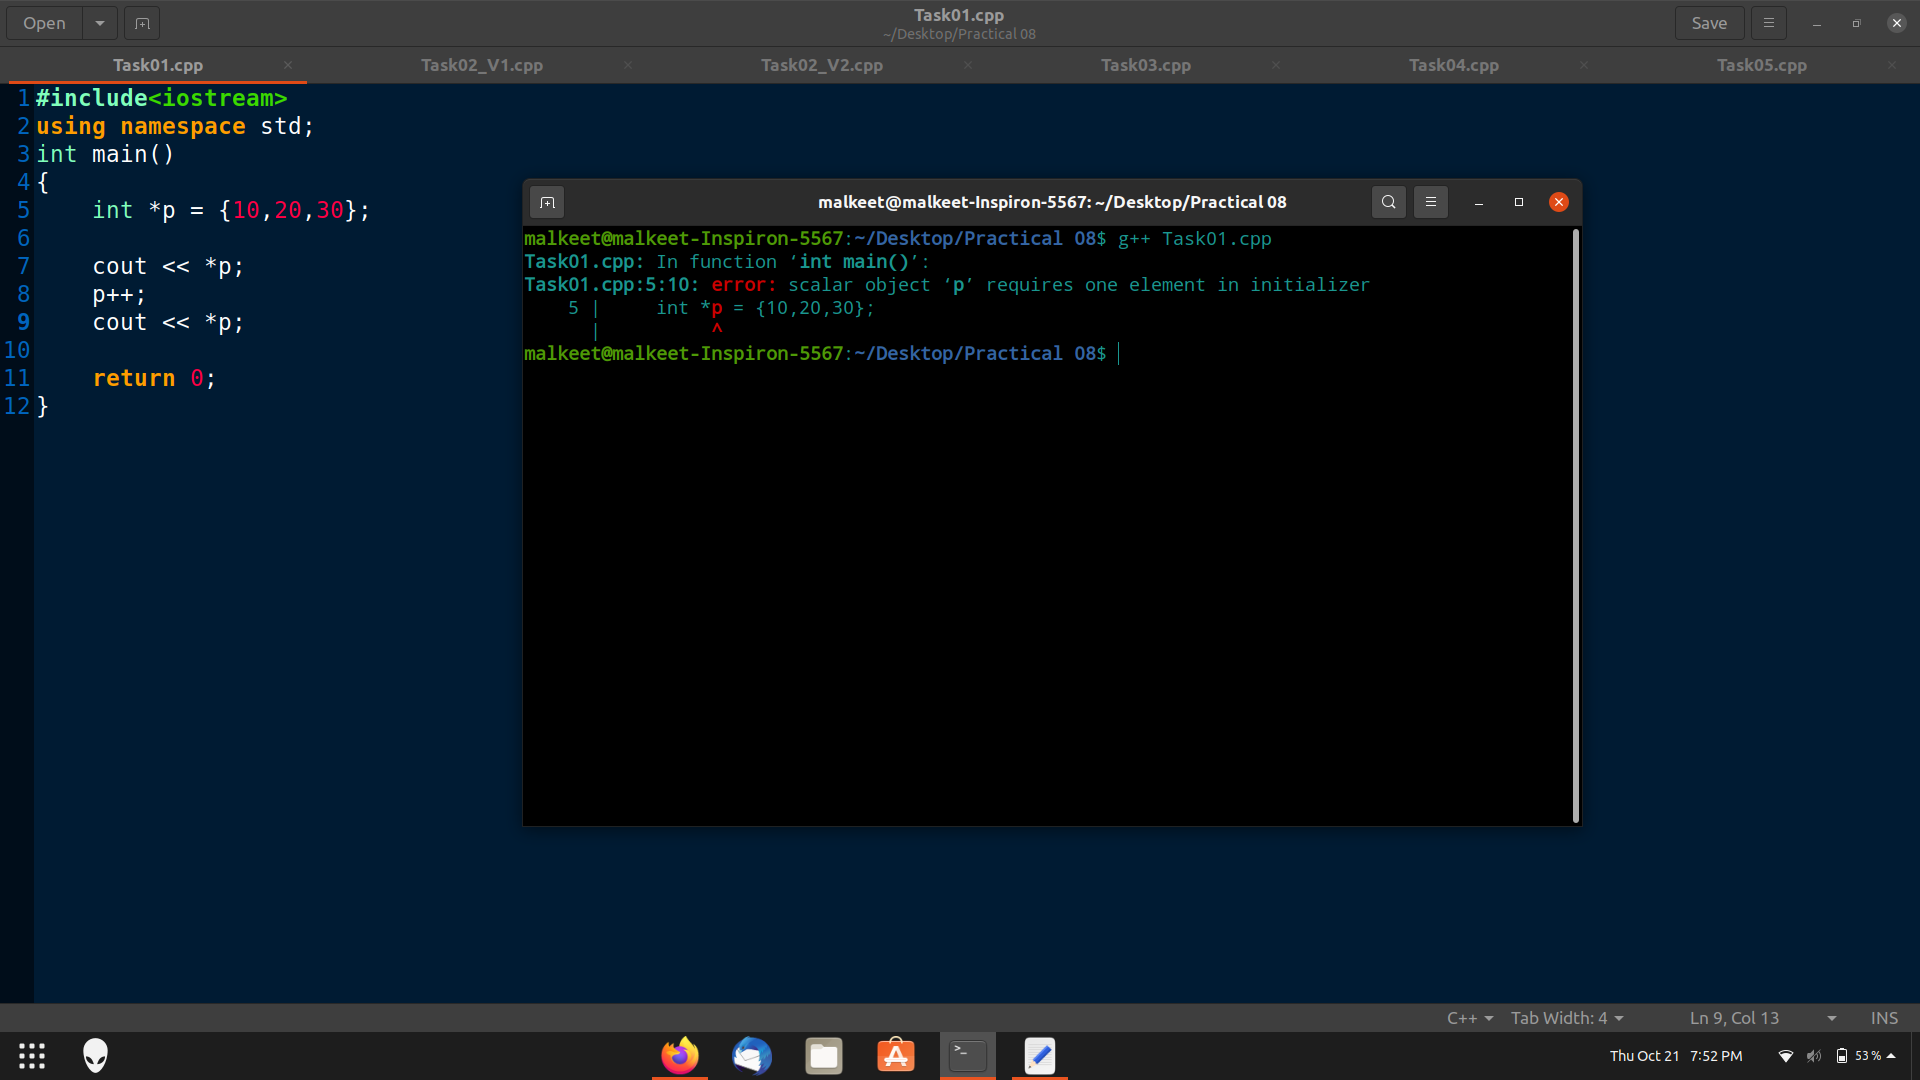 Open
Task01.cpp
~/Desktop/Practical 08
Save
Task01.cpp
Task02_V1.cpp
Task02_V2.cpp
Task03.cpp
Task04.cpp
Task05.cpp
1 #include<iostream>
2 using namespace std;
3 int main()
4 {
5     int *p = {10,20,30};
6
7     cout << *p;
8     p++;
9     cout << *p;
10
11     return 0;
12 }
malkeet@malkeet-Inspiron-5567: ~/Desktop/Practical 08
malkeet@malkeet-Inspiron-5567:~/Desktop/Practical 08$ g++ Task01.cpp
Task01.cpp: In function ‘int main()’:
Task01.cpp:5:10: error: scalar object ‘p’ requires one element in initializer
    5 |     int *p = {10,20,30};
      |          ^
malkeet@malkeet-Inspiron-5567:~/Desktop/Practical 08$
C++ Tab Width: 4 Ln 9, Col 13 INS
Thu Oct 21 7:52 PM 53 %